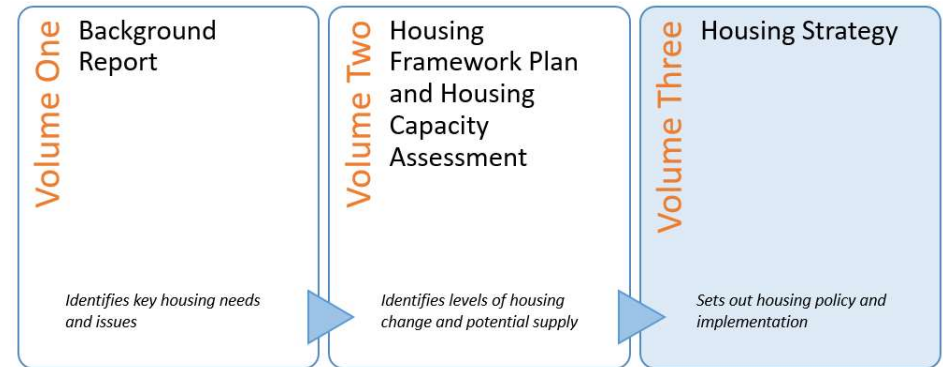 Volume One
Background
Report
Identifies key housing needs
and issues
Volume Two
Housing
Framework Plan
and Housing
Capacity
Assessment
Identifies levels of housing
change and potential supply
Volume Three
Housing Strategy
Sets out housing policy and
implementation